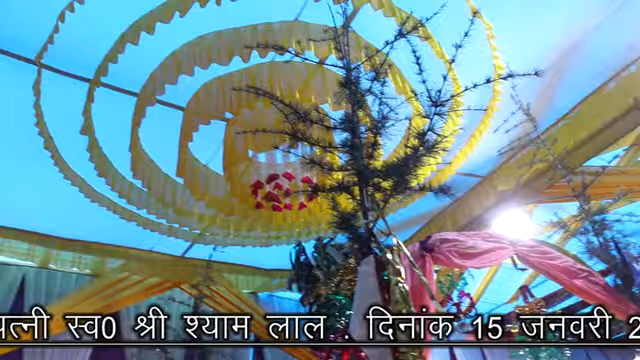 पत्नी स्व0 श्री श्याम लाल . दिनांक 15 जनवरी 2